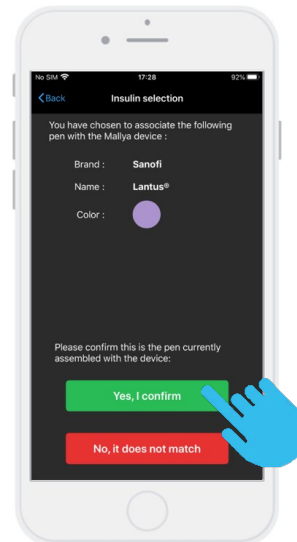 No SIM 17:28 92%
Back Insulin selection
You have chosen to associate the following
pen with the Mallya device :
Brand : Sanofi
Name : Lantus®
Color :
Please confirm this is the pen currently
assembled with the device:
Yes, I confirm
No, it does not match